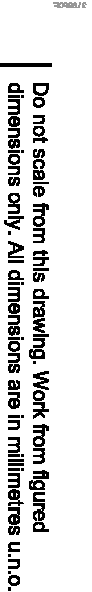 Do not scale from this drawing. Work from figured
dimensions only. All dimensions are in millimetres u.n.o.